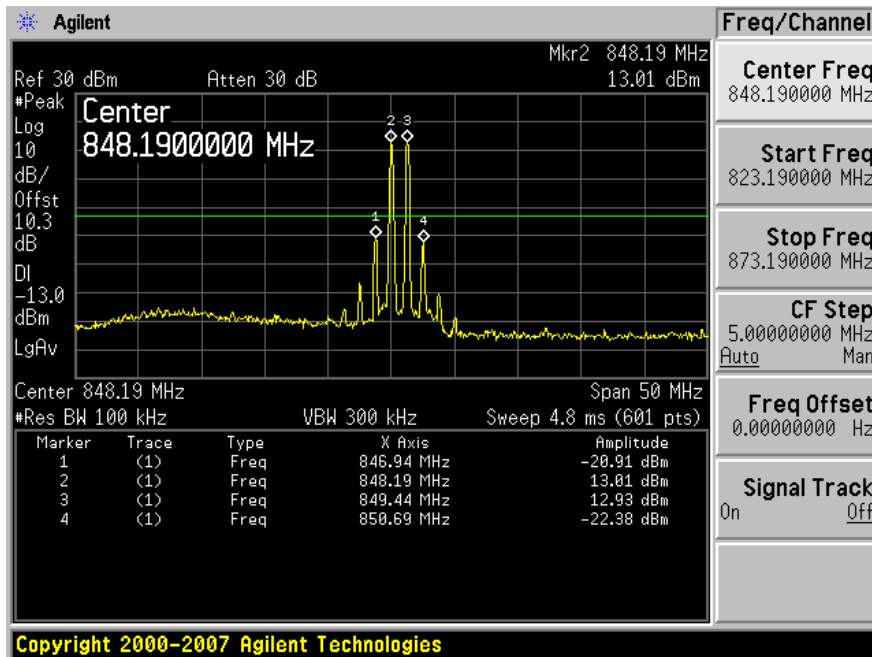 Agilent
Freq/Channel
Mkr2 848.19 MHz
Ref 30 dBm Atten 30 dB 13.01 dBm
#Peak
Log
10
dB/
Offst
10.3
dB
DI
-13.0
dBm
LgAv
Center
848.1900000 MHz
1
2
3
4
Center 848.19 MHz Span 50 MHz
#Res BW 100 kHz VBW 300 kHz Sweep 4.8 ms (601 pts)
Marker Trace Type X Axis Amplitude
1 (1) Freq 846.94 MHz -20.91 dBm
2 (1) Freq 848.19 MHz 13.01 dBm
3 (1) Freq 849.44 MHz 12.93 dBm
4 (1) Freq 850.69 MHz -22.38 dBm
Center Freq
848.190000 MHz
Start Freq
823.190000 MHz
Stop Freq
873.190000 MHz
CF Step
5.00000000 MHz
Auto Man
Freq Offset
0.00000000 Hz
Signal Track
On Off
Copyright 2000-2007 Agilent Technologies